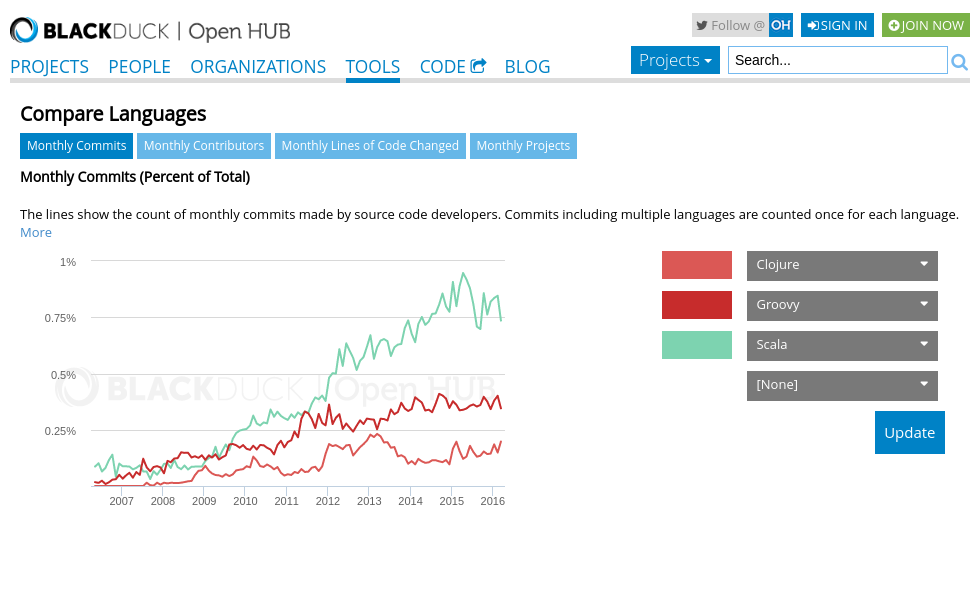 BLACKDUCK | Open HUB
Follow @ OH
SIGN IN
JOIN NOW
PROJECTS PEOPLE ORGANIZATIONS TOOLS CODE BLOG
Projects
Search...
Compare Languages
Monthly Commits Monthly Contributors Monthly Lines of Code Changed Monthly Projects
Monthly Commits (Percent of Total)
The lines show the count of monthly commits made by source code developers. Commits including multiple languages are counted once for each language.
More
1%
0.75%
0.5%
0.25%
BLACKDUCK | Open HUB
2007 2008 2009 2010 2011 2012 2013 2014 2015 2016
Clojure
Groovy
Scala
[None]
Update